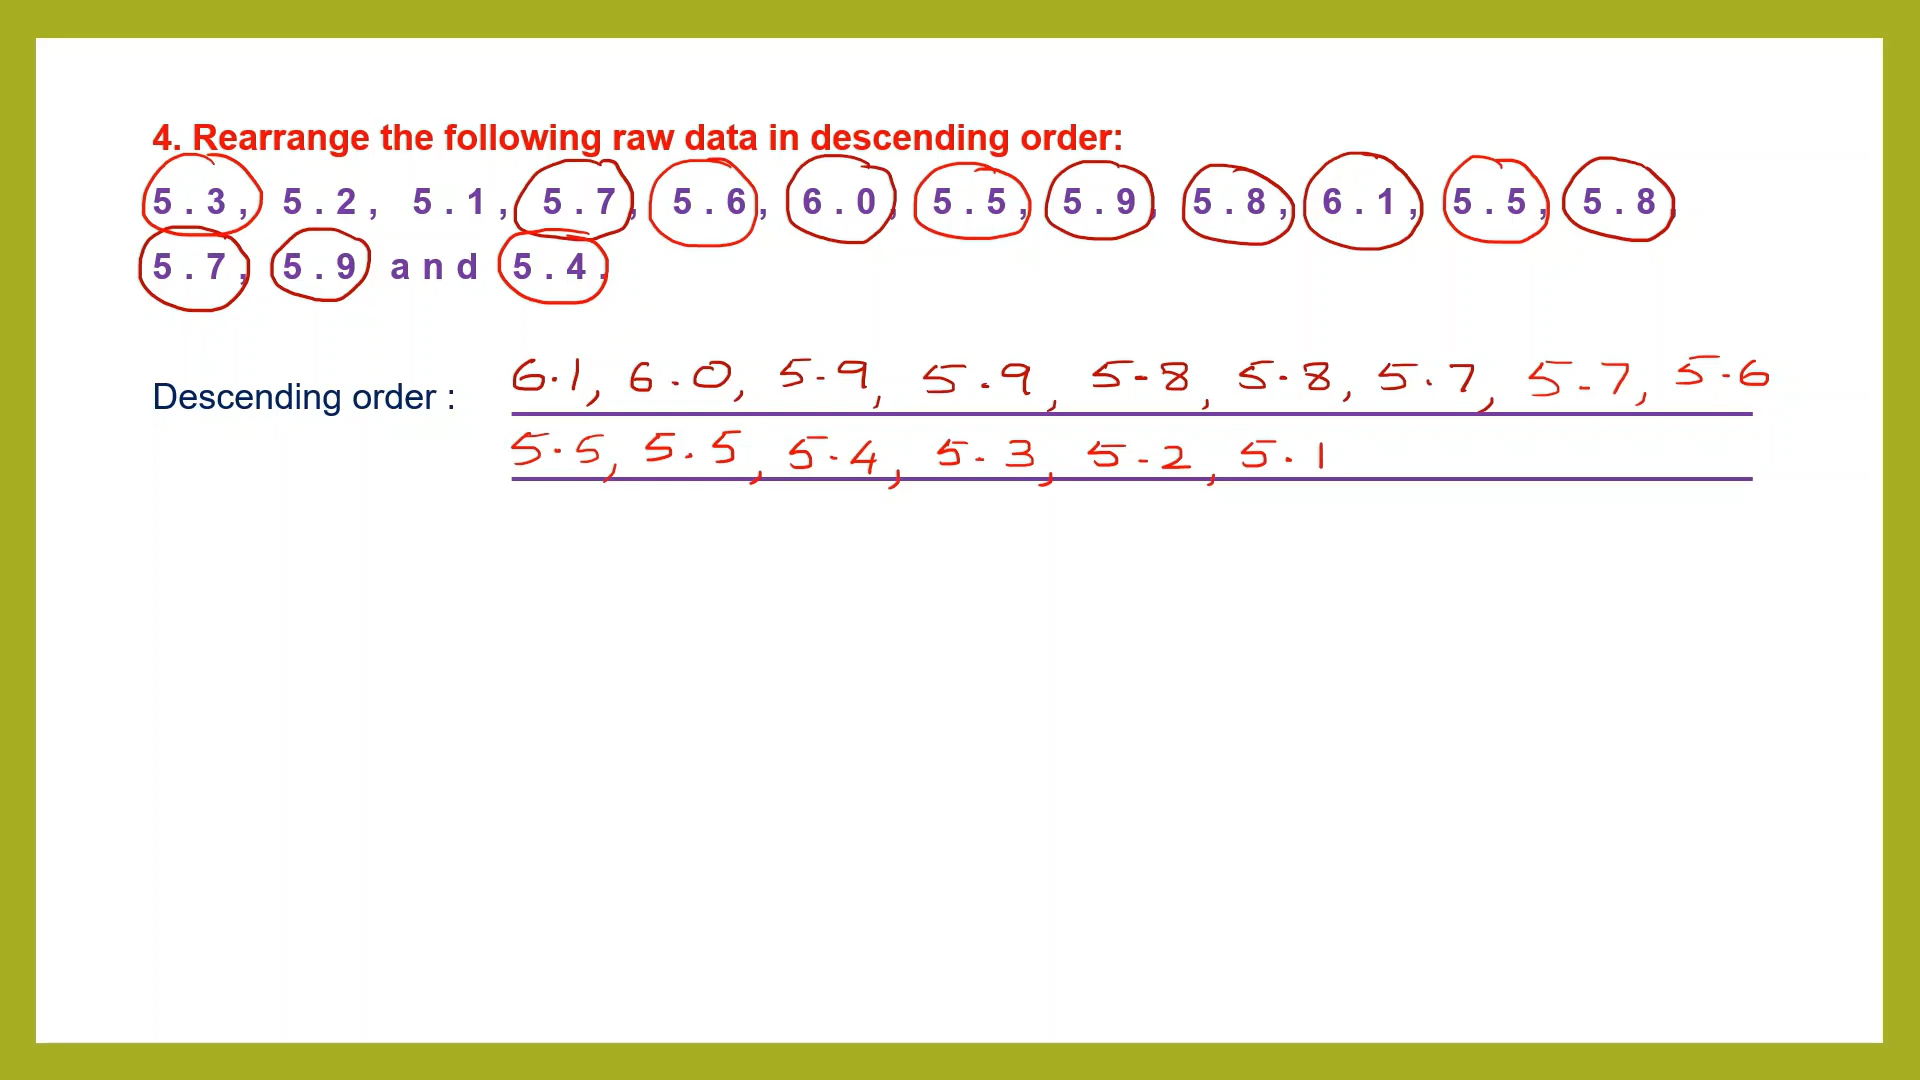 4. Rearrange the following raw data in descending order:
5.3, 5.2, 5.1, 5.7, 5.6, 6.0, 5.5, 5.9, 5.8, 6.1, 5.5, 5.8,
5.7, 5.9 and 5.4.
Descending order : 6.1, 6.0, 5.9, 5.9, 5.8, 5.8, 5.7, 5.7, 5.6
5.5, 5.5, 5.4, 5.3, 5.2, 5.1